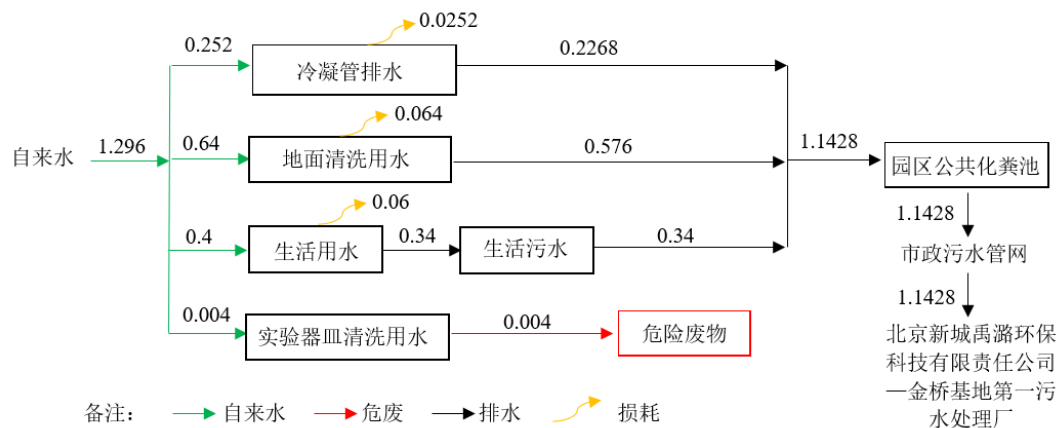 0.0252
0.252
冷凝管排水
0.2268
0.064
1.296
自来水
0.64
地面清洗用水
0.576
1.1428
园区公共化粪池
0.06
0.4
生活用水
0.34
生活污水
0.34
1.1428
市政污水管网
0.004
实验器皿清洗用水
0.004
危险废物
1.1428
北京新城禹潞环保
科技有限责任公司
—金桥基地第一污
水处理厂
备注: 自来水 危废 排水 损耗